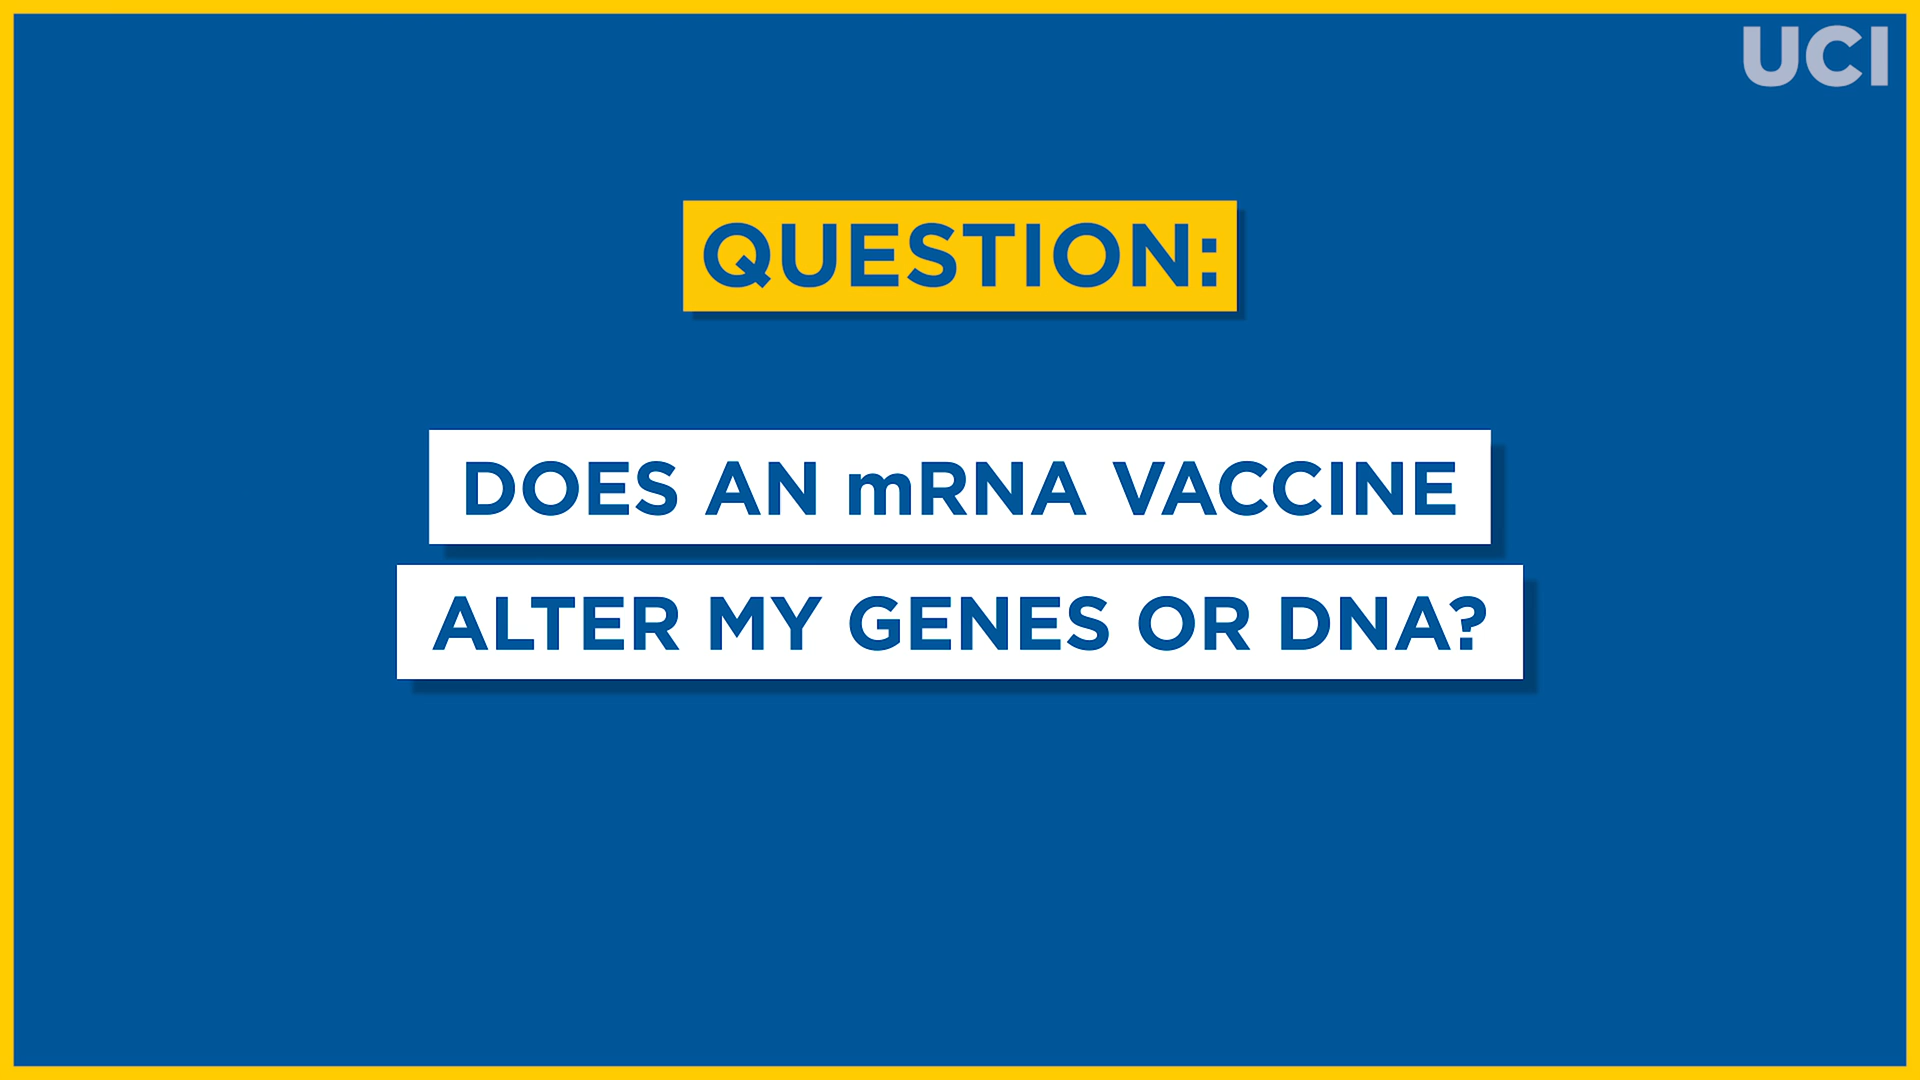 UCI
QUESTION:
DOES AN mRNA VACCINE
ALTER MY GENES OR DNA?